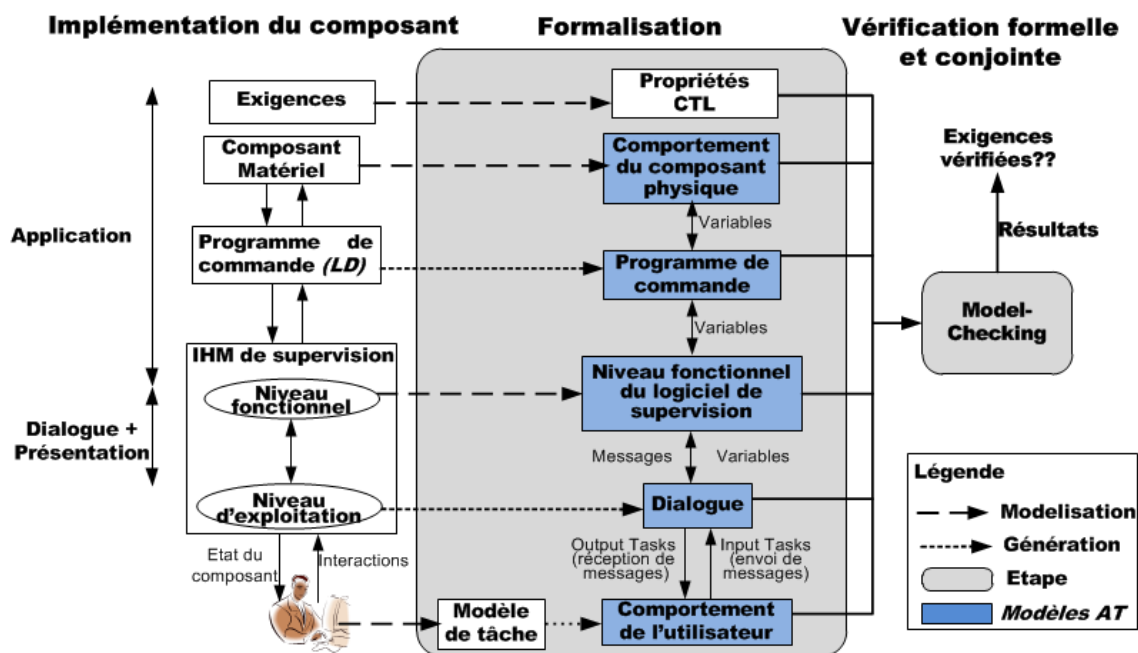 Implémentation du composant
Formalisation
Vérification formelle
et conjointe
Exigences
Propriétés
CTL
Composant
Matériel
Comportement
du composant
physique
Exigences
vérifiées??
Application
Variables
Résultats
Programme de
commande (LD)
Programme de
commande
Model-
Checking
Variables
IHM de supervision
Niveau
fonctionnel
Niveau fonctionnel
du logiciel de
supervision
Dialogue +
Présentation
Messages
Variables
Niveau
d'exploitation
Dialogue
Etat du
composant
Interactions
Output Tasks
(réception de
messages)
Input Tasks
(envoi de
messages)
Modèle
de tâche
Comportement
de l'utilisateur
Légende
Modelisation
Génération
Etape
Modèles AT